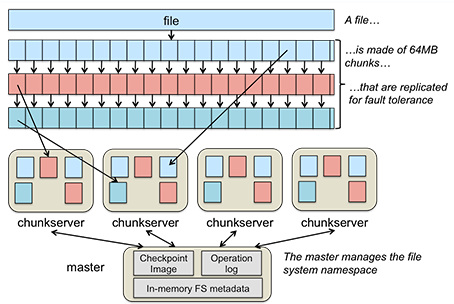 file
A file…
…is made of 64MB
chunks…
…that are replicated
for fault tolerance
chunkserver
chunkserver
chunkserver
chunkserver
master
Checkpoint
Image
Operation
log
In-memory FS metadata
The master manages the file
system namespace